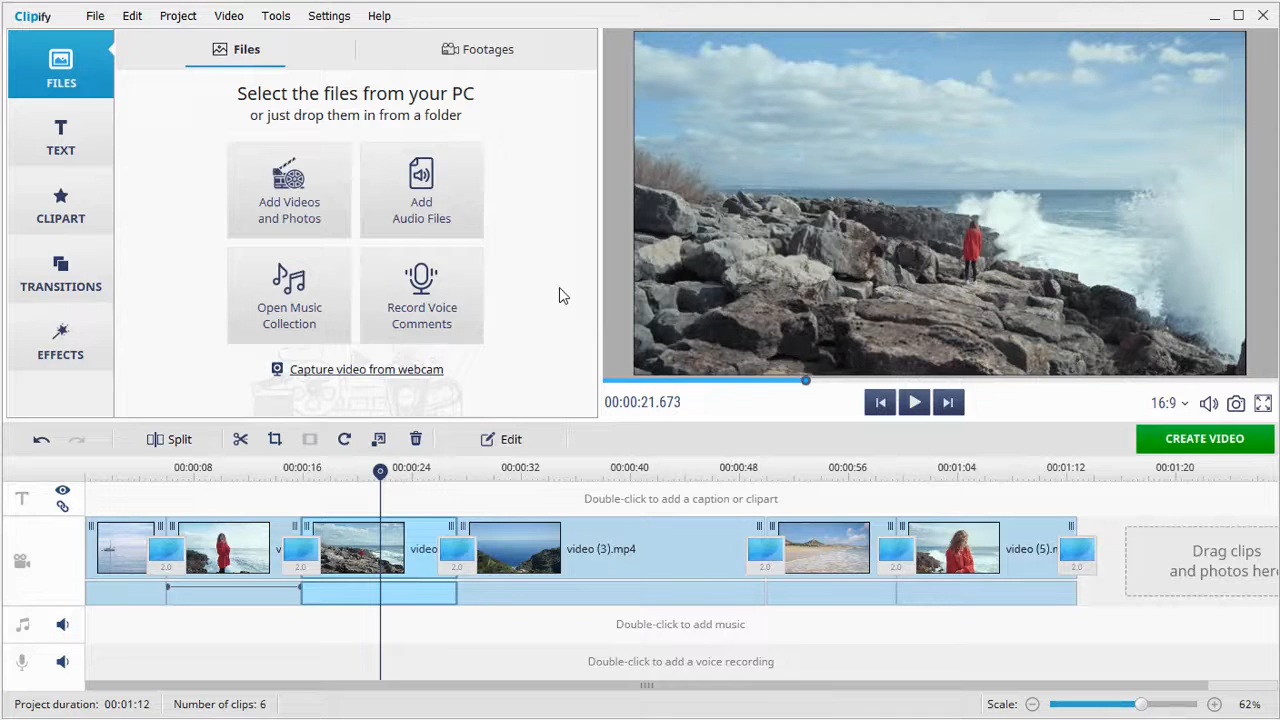 Clipify File Edit Project Video Tools Settings Help
FILES
TEXT
CLIPART
TRANSITIONS
EFFECTS
Files Footages
Select the files from your PC
or just drop them in from a folder
Add Videos
and Photos
Add
Audio Files
Open Music
Collection
Record Voice
Comments
Capture video from webcam
00:00:21.673
16:9
Split
Edit
CREATE VIDEO
00:00:08 00:00:16 00:00:24 00:00:32 00:00:40 00:00:48 00:00:56 00:01:04 00:01:12 00:01:20
Double-click to add a caption or clipart
2.0 v 2.0 video 2.0 video (3).mp4 2.0 2.0 video (5).m 2.0
Drag clips
and photos here
Double-click to add music
Double-click to add a voice recording
Project duration: 00:01:12 Number of clips: 6 Scale: 62%